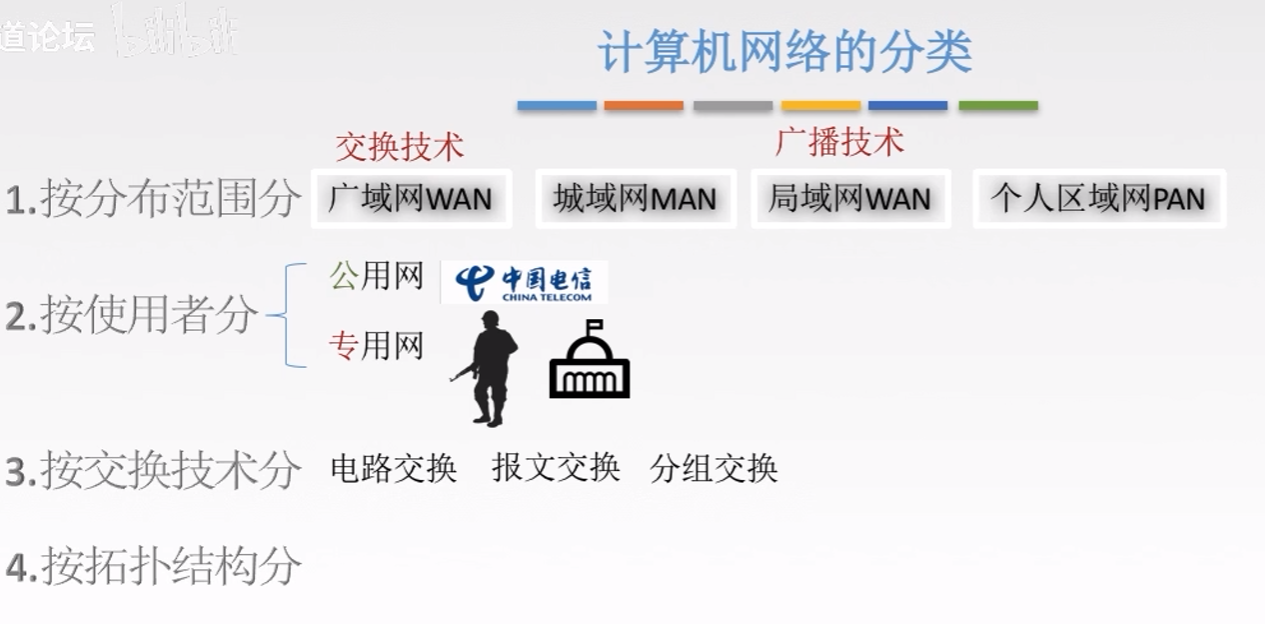 道论坛 bilibili
计算机网络的分类
交换技术 广播技术
1.按分布范围分 广域网WAN 城域网MAN 局域网WAN 个人区域网PAN
公用网 中国电信
CHINA TELECOM
2.按使用者分
专用网
3.按交换技术分 电路交换 报文交换 分组交换
4.按拓扑结构分